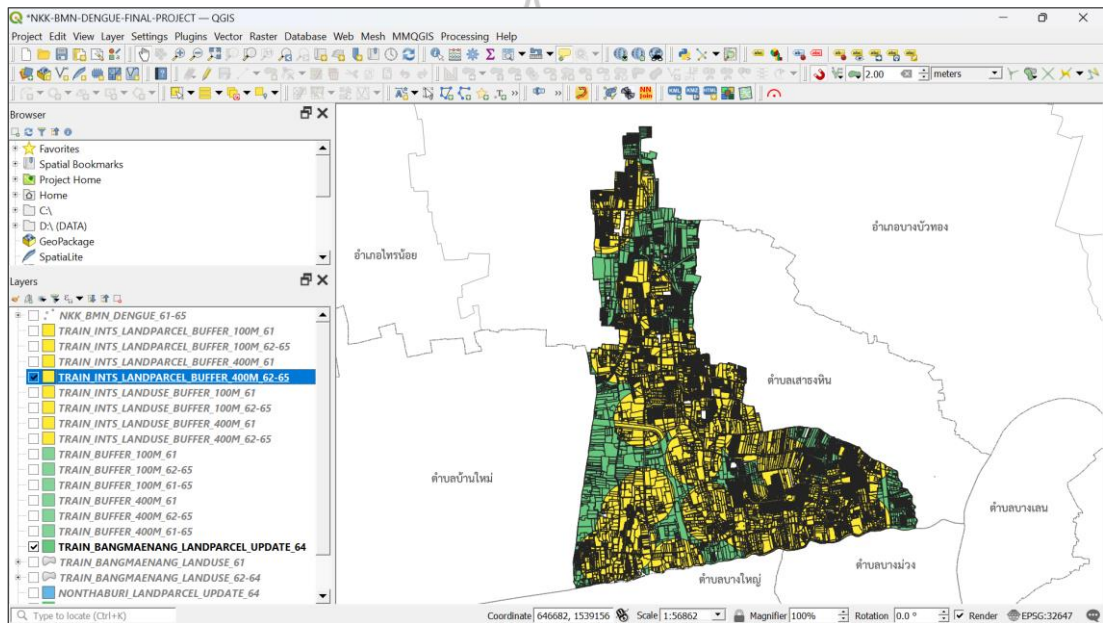 *NKK-BMN-DENGUE-FINAL-PROJECT — QGIS
Project Edit View Layer Settings Plugins Vector Raster Database Web Mesh MMQGIS Processing Help
2.00 meters
Browser
Favorites
Spatial Bookmarks
Project Home
Home
C:\
D:\ (DATA)
GeoPackage
SpatiaLite
Layers
NKK_BMN_DENGUE_61-65
TRAIN_INTS_LANDPARCEL_BUFFER_100M_61
TRAIN_INTS_LANDPARCEL_BUFFER_100M_62-65
TRAIN_INTS_LANDPARCEL_BUFFER_400M_61
TRAIN_INTS_LANDPARCEL_BUFFER_400M_62-65
TRAIN_INTS_LANDUSE_BUFFER_100M_61
TRAIN_INTS_LANDUSE_BUFFER_100M_62-65
TRAIN_INTS_LANDUSE_BUFFER_400M_61
TRAIN_INTS_LANDUSE_BUFFER_400M_62-65
TRAIN_BUFFER_100M_61
TRAIN_BUFFER_100M_62-65
TRAIN_BUFFER_100M_61-65
TRAIN_BUFFER_400M_61
TRAIN_BUFFER_400M_62-65
TRAIN_BUFFER_400M_61-65
TRAIN_BANGMAENANG_LANDPARCEL_UPDATE_64
TRAIN_BANGMAENANG_LANDUSE_61
TRAIN_BANGMAENANG_LANDUSE_62-64
NONTHABURI_LANDPARCEL_UPDATE_64
อำเภอไทรน้อย
อำเภอบางบัวทอง
ตำบลเสาธงหิน
ตำบลบ้านใหม่
ตำบลบางเลน
ตำบลบางม่วง
ตำบลบางใหญ่
Type to locate (Ctrl+K) Coordinate 646682, 1539156 Scale 1:56862 Magnifier 100% Rotation 0.0 ° Render EPSG:32647